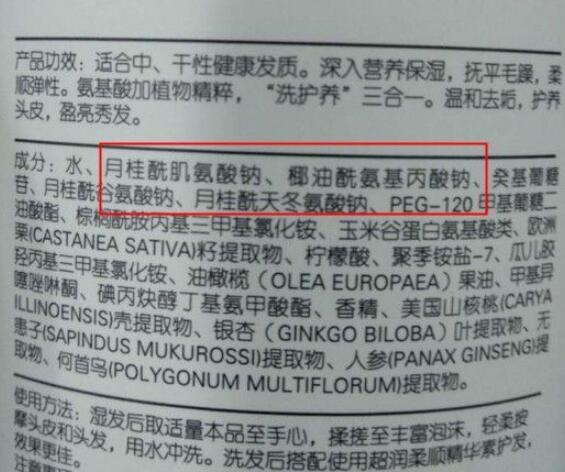 产品功效：适合中、干性健康发质。深入营养保湿，抚平毛躁，柔
顺弹性。氨基酸加植物精粹，“洗护养”三合一。温和去垢，护养
头皮，盈亮秀发。
成分：水、月桂酰肌氨酸钠、椰油酰氨基丙酸钠、癸基葡糖
苷、月桂酰谷氨酸钠、月桂酰天冬氨酸钠、PEG-120 甲基葡糖二
油酸酯、棕榈酰胺丙基三甲基氯化铵、玉米谷蛋白氨基酸类、欧洲
栗(CASTANEA SATIVA)籽提取物、柠檬酸、聚季铵盐-7、瓜儿胶
羟丙基三甲基氯化铵、油橄榄（OLEA EUROPAEA）果油、甲基异
噻唑啉酮、碘丙炔醇丁基氨甲酸酯、香精、美国山核桃(CARYA
ILLINOENSIS)壳提取物、银杏（GINKGO BILOBA）叶提取物、无
患子(SAPINDUS MUKUROSSI)提取物、人参(PANAX GINSENG)提
取物、何首乌(POLYGONUM MULTIFLORUM)提取物。
使用方法：湿发后取适量本品至手心，揉搓至丰富泡沫，轻柔按
摩头皮和头发，用水冲洗。洗发后搭配使用超润柔顺精华素护发，
效果更佳。